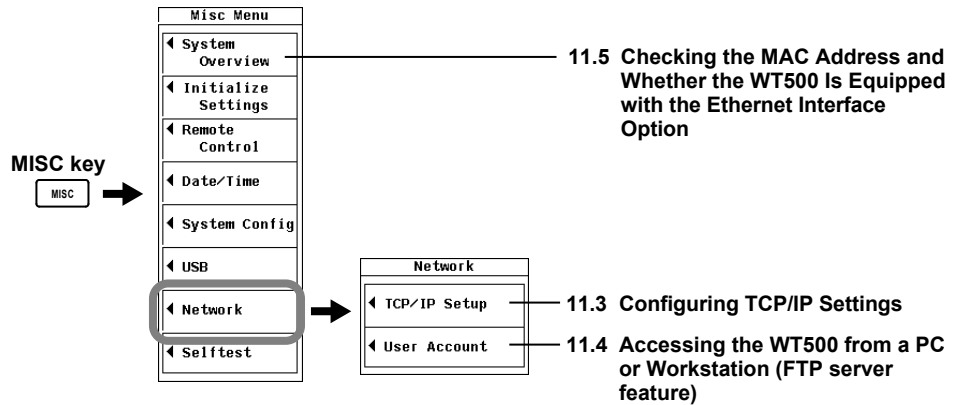 Misc Menu
System
Overview
11.5 Checking the MAC Address and
Whether the WT500 Is Equipped
with the Ethernet Interface
Option
Initialize
Settings
Remote
Control
MISC key
MISC
Date/Time
System Config
USB
Network
Selftest
Network
TCP/IP Setup
11.3 Configuring TCP/IP Settings
User Account
11.4 Accessing the WT500 from a PC
or Workstation (FTP server
feature)